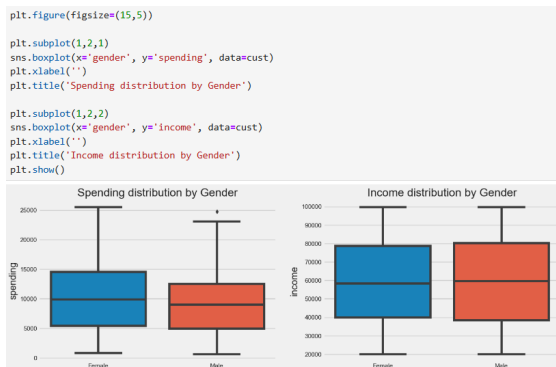 plt.figure(figsize=(15,5))
plt.subplot(1,2,1)
sns.boxplot(x='gender', y='spending', data=cust)
plt.xlabel('')
plt.title('Spending distribution by Gender')
plt.subplot(1,2,2)
sns.boxplot(x='gender', y='income', data=cust)
plt.xlabel('')
plt.title('Income distribution by Gender')
plt.show()
Spending distribution by Gender
25000
20000
15000
10000
5000
0
spending
Female
Male
Income distribution by Gender
100000
90000
80000
70000
60000
50000
40000
30000
20000
income
Female
Male